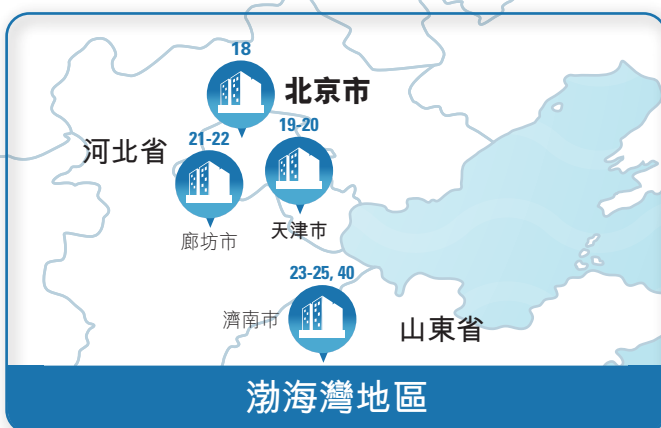 18
北京市
河北省
21-22
19-20
廊坊市
天津市
23-25, 40
濟南市
山東省
渤海灣地區